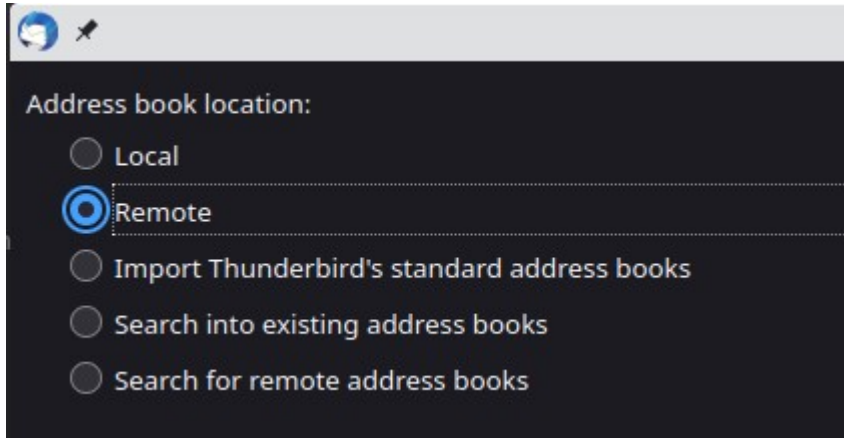 Address book location:
Local
Remote
Import Thunderbird's standard address books
Search into existing address books
Search for remote address books